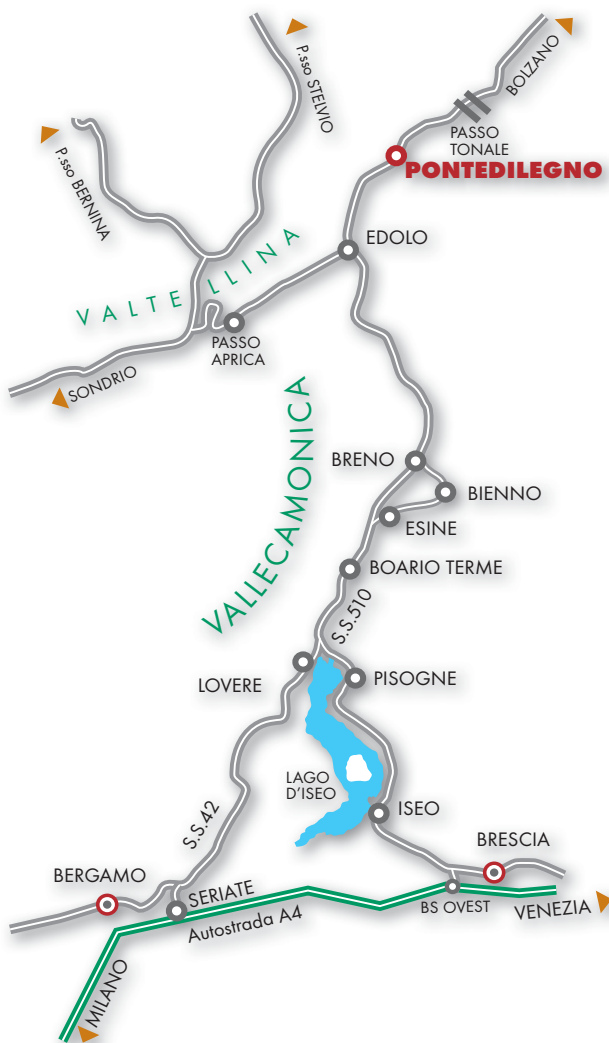 P.sso STELVIO
BOLZANO
P.sso BERNINA
PASSO
TONALE
PONTEDILEGNO
EDOLO
VALTELLINA
PASSO
APRICA
SONDRIO
VALLECAMONICA
BRENO
BIENNO
ESINE
BOARIO TERME
S.S.510
LOVERE
PISOGNE
LAGO
D'ISEO
ISEO
S.S.42
BRESCIA
BERGAMO
SERIATE
BS OVEST
VENEZIA
Autostrada A4
MILANO